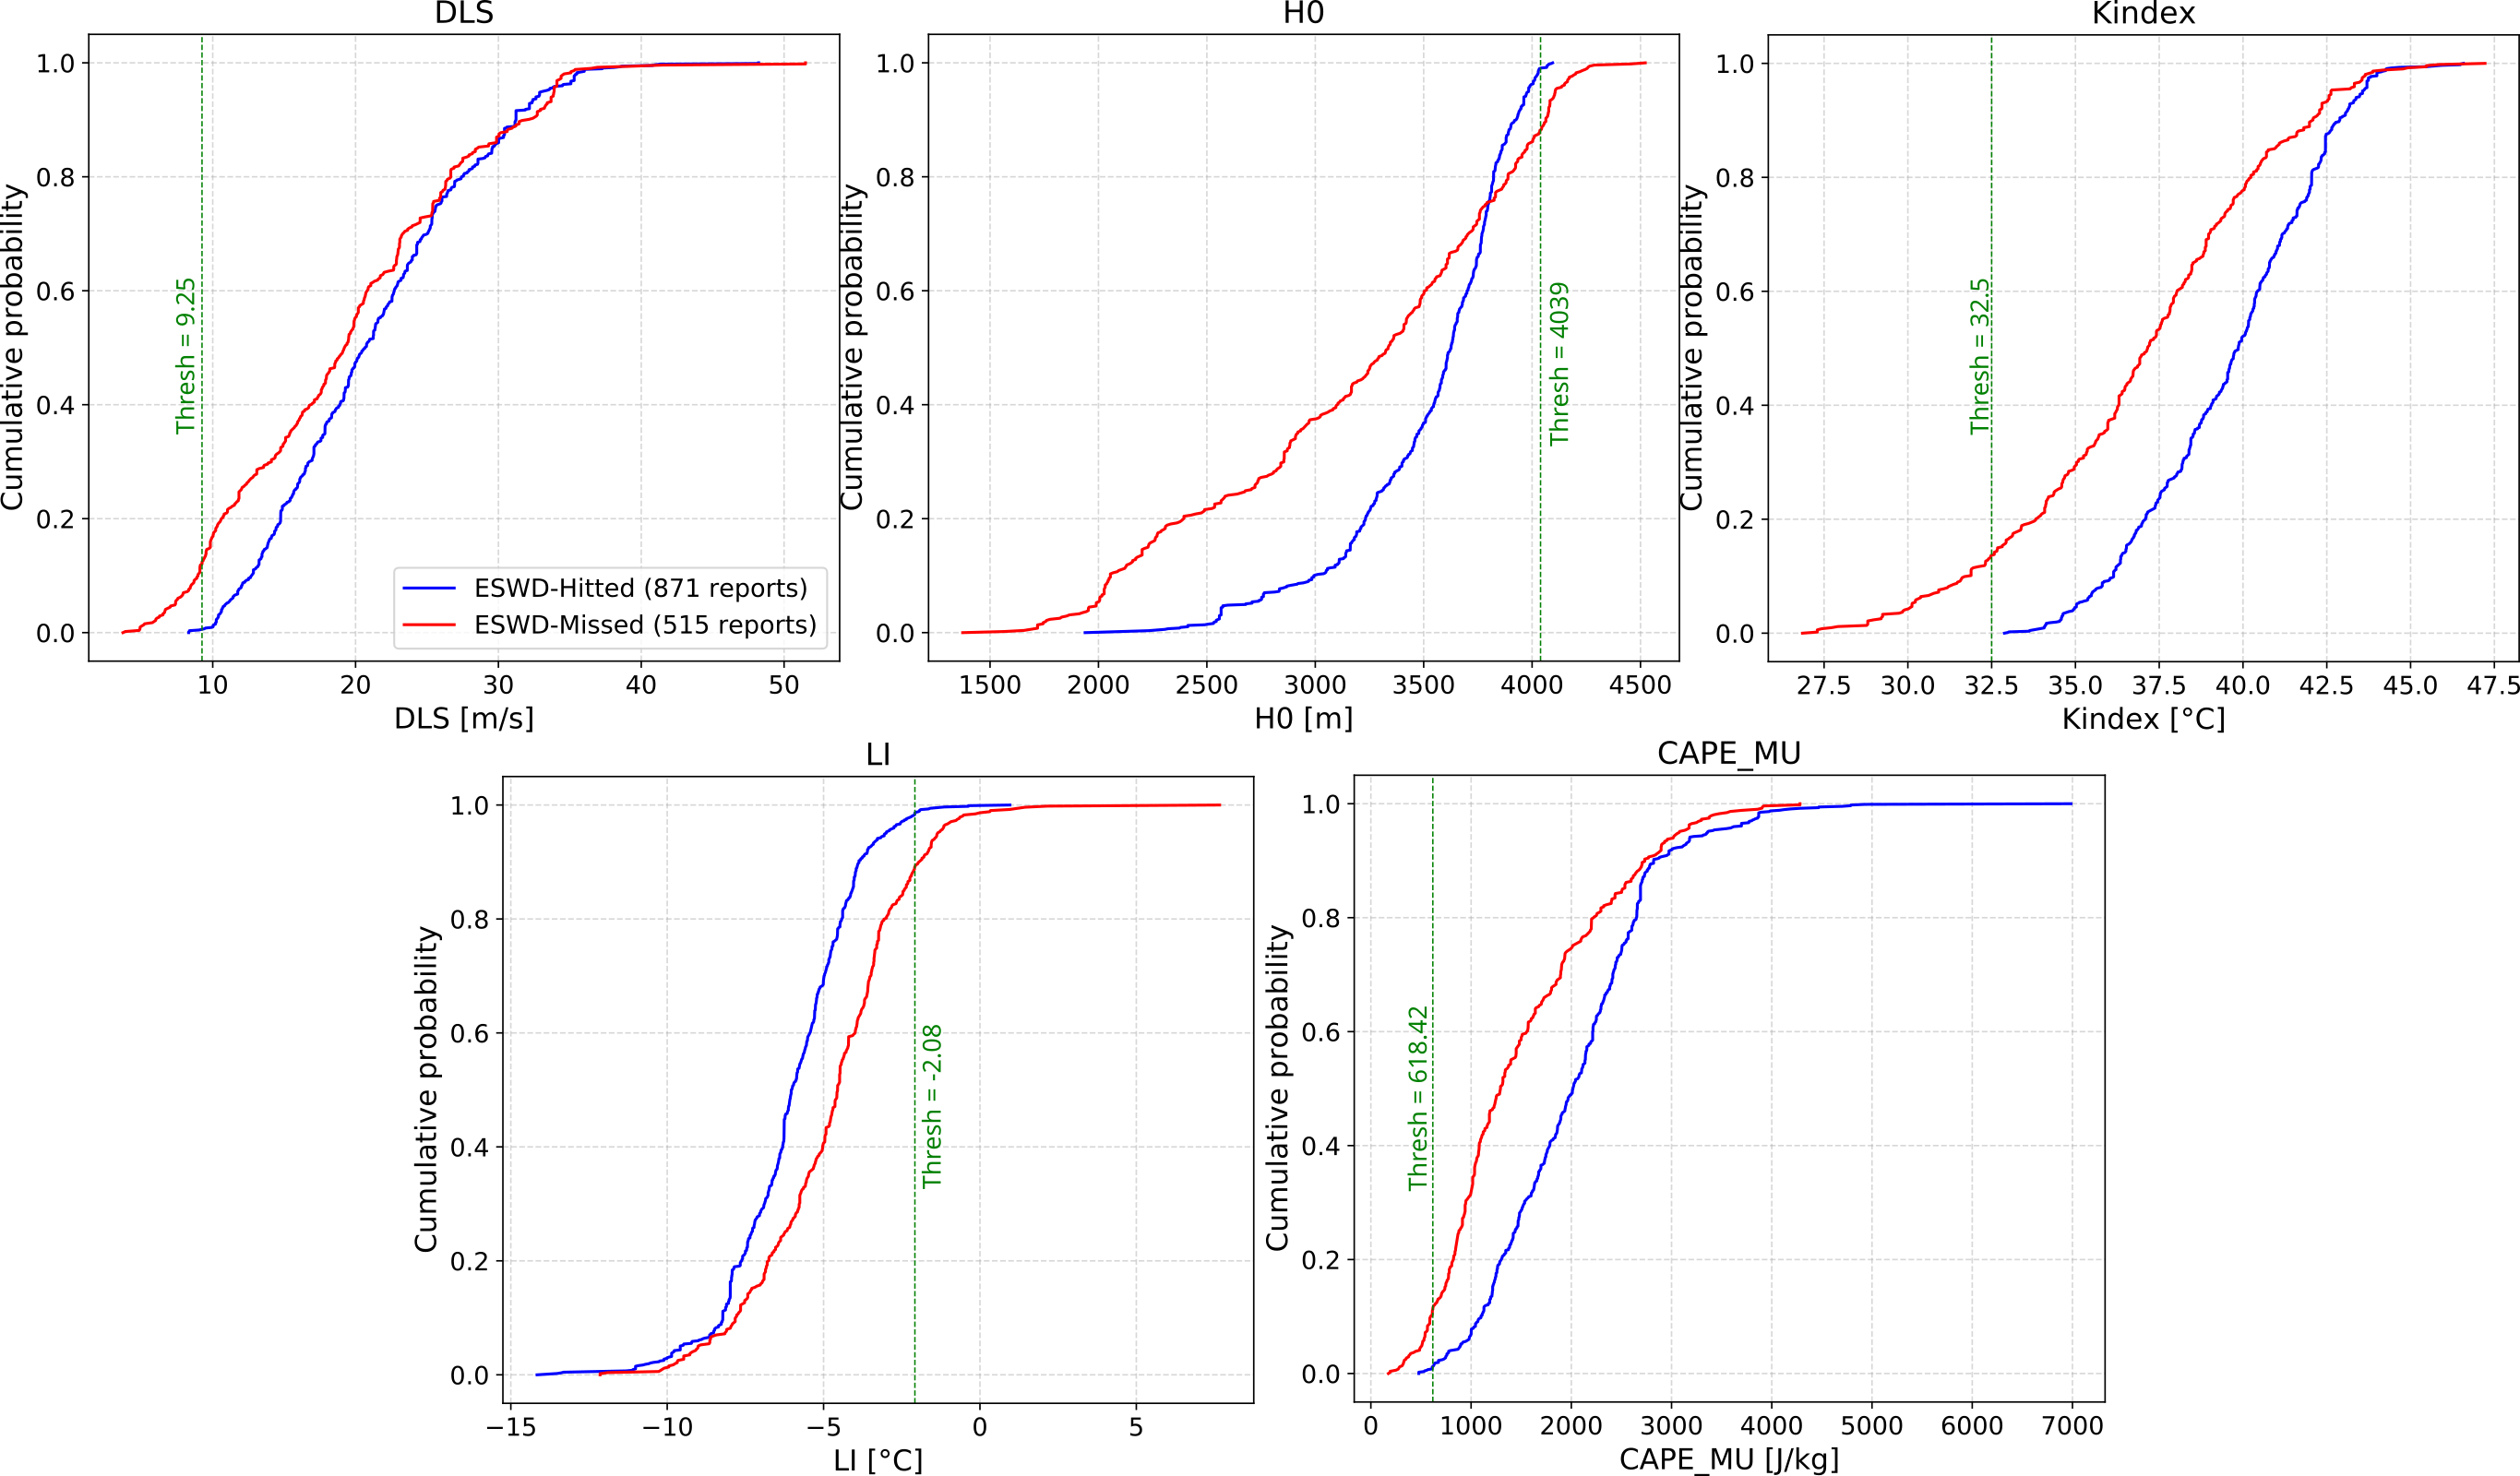 DLS
Cumulative probability
1.0
0.8
0.6
0.4
0.2
0.0
Thresh = 9.25
ESWD-Hitted (871 reports)
ESWD-Missed (515 reports)
10 20 30 40 50
DLS [m/s]
H0
Cumulative probability
1.0
0.8
0.6
0.4
0.2
0.0
Thresh = 4039
1500 2000 2500 3000 3500 4000 4500
H0 [m]
Kindex
Cumulative probability
1.0
0.8
0.6
0.4
0.2
0.0
Thresh = 32.5
27.5 30.0 32.5 35.0 37.5 40.0 42.5 45.0 47.5
Kindex [°C]
LI
Cumulative probability
1.0
0.8
0.6
0.4
0.2
0.0
Thresh = -2.08
−15 −10 −5 0 5
LI [°C]
CAPE_MU
Cumulative probability
1.0
0.8
0.6
0.4
0.2
0.0
Thresh = 618.42
0 1000 2000 3000 4000 5000 6000 7000
CAPE_MU [J/kg]